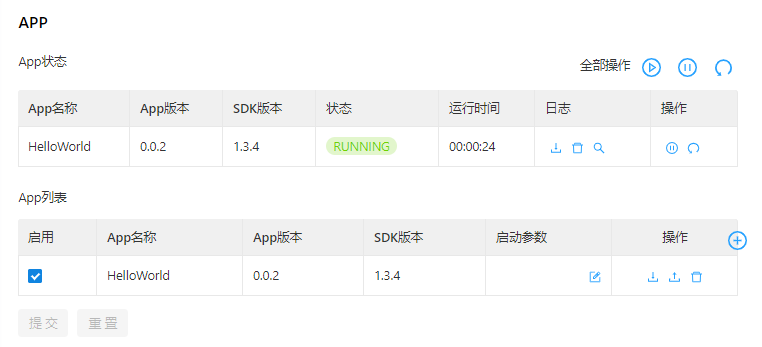 APP
App状态
全部操作
App名称 App版本 SDK版本 状态 运行时间 日志 操作
HelloWorld 0.0.2 1.3.4 RUNNING 00:00:24
App列表
启用 App名称 App版本 SDK版本 启动参数 操作
HelloWorld 0.0.2 1.3.4
提交 重置